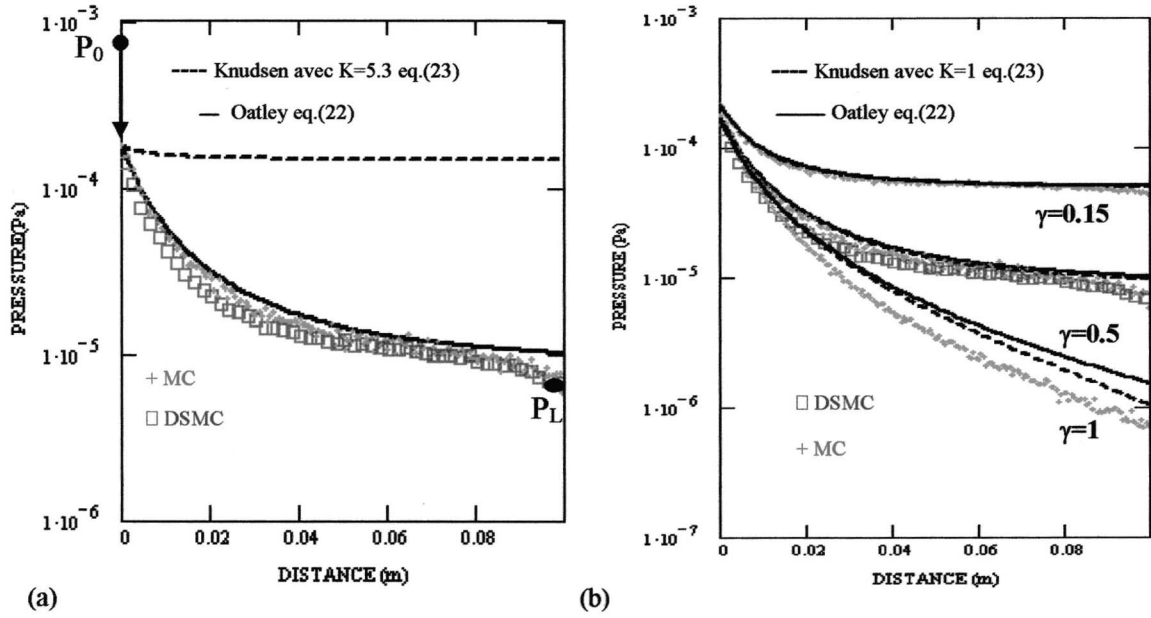 1·10⁻³
P₀
Knudsen avec K=5.3 eq.(23)
Oatley eq.(22)
1·10⁻⁴
PRESSURE(Pa)
1·10⁻⁵
MC
DSMC
P_L
1·10⁻⁶
0
0.02
0.04
0.06
0.08
DISTANCE (m)
(a)
1·10⁻³
Knudsen avec K=1 eq.(23)
Oatley eq.(22)
1·10⁻⁴
γ=0.15
PRESSURE (Pa)
1·10⁻⁵
γ=0.5
1·10⁻⁶
DSMC
MC
γ=1
1·10⁻⁷
0
0.02
0.04
0.06
0.08
DISTANCE (m)
(b)